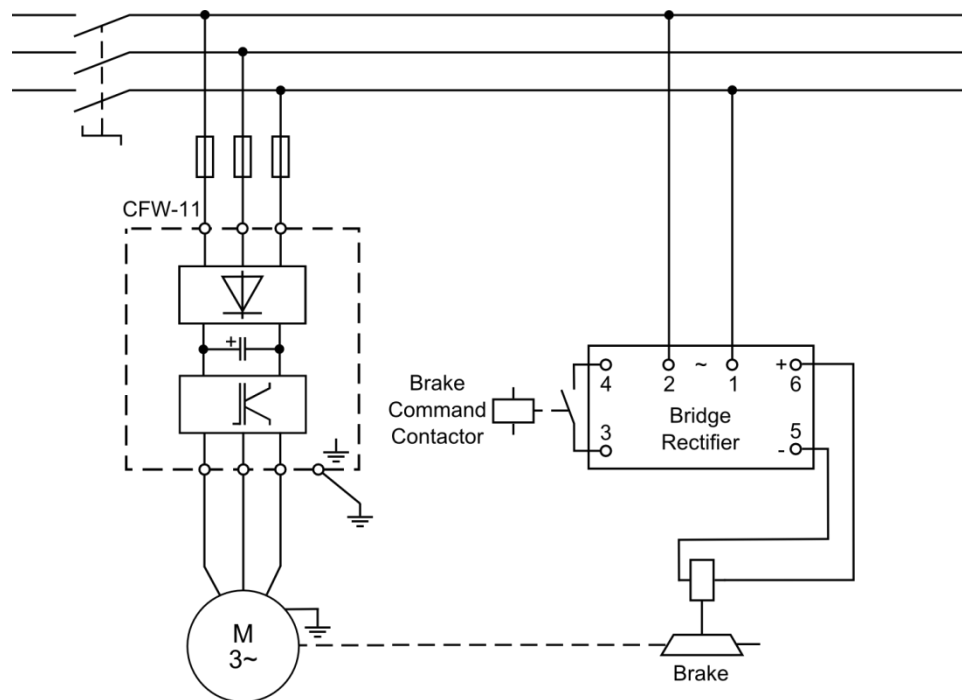 CFW-11
+
4
2
~
1
+
6
Brake
Command
Contactor
Bridge
Rectifier
3
5
-
M
3~
Brake